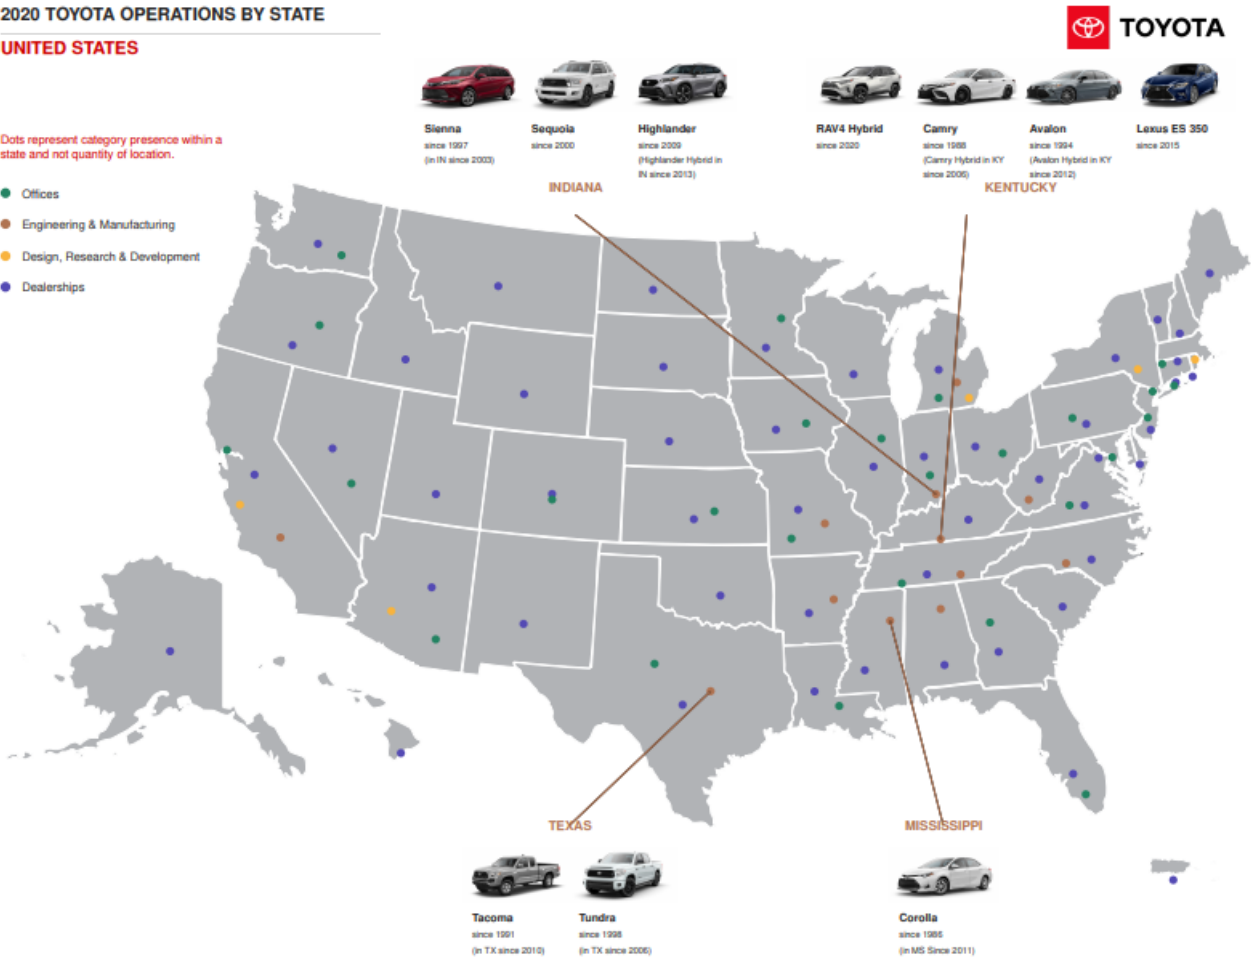 2020 TOYOTA OPERATIONS BY STATE
TOYOTA
UNITED STATES
Dots represent category presence within a
state and not quantity of location.
Offices
Engineering & Manufacturing
Design, Research & Development
Dealerships
Sienna
since 1997
(in IN since 2003)
Sequoia
since 2000
Highlander
since 2009
(Highlander Hybrid in
IN since 2013)
INDIANA
RAV4 Hybrid
since 2020
Camry
since 1988
(Camry Hybrid in KY
since 2006)
Avalon
since 1994
(Avalon Hybrid in KY
since 2012)
Lexus ES 350
since 2015
KENTUCKY
TEXAS
Tacoma
since 1991
(in TX since 2010)
Tundra
since 1998
(in TX since 2006)
MISSISSIPPI
Corolla
since 1986
(in MS Since 2011)